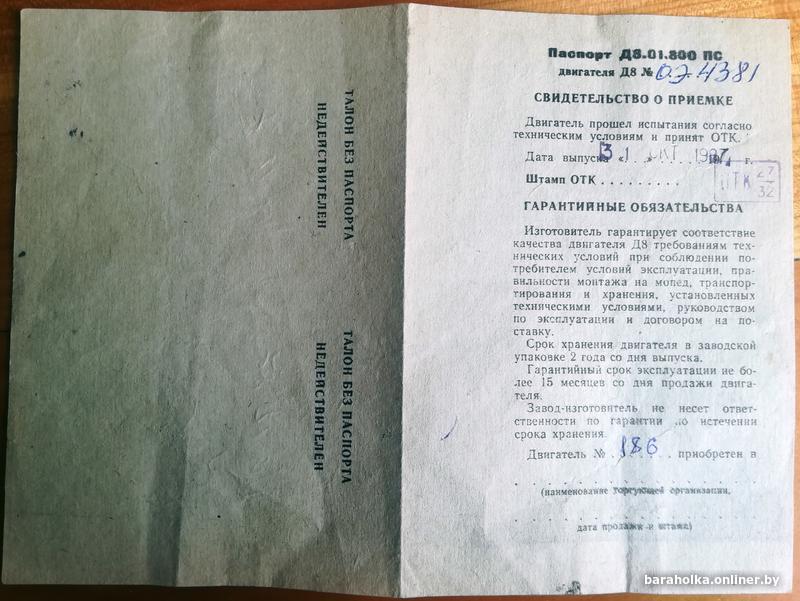 ТАЛОН БЕЗ ПАСПОРТА
НЕДЕЙСТВИТЕЛЕН
ТАЛОН БЕЗ ПАСПОРТА
НЕДЕЙСТВИТЕЛЕН
Паспорт Д8.01.800 ПС
двигателя Д8 № ОЭ 4381
СВИДЕТЕЛЬСТВО О ПРИЕМКЕ
Двигатель прошел испытания согласно
техническим условиям и принят ОТК.
Дата выпуска « 31 » ОКТ 1997 г.
Штамп ОТК . . . . . . . . .
ОТК 27
32
ГАРАНТИЙНЫЕ ОБЯЗАТЕЛЬСТВА
Изготовитель гарантирует соответствие
качества двигателя Д8 требованиям тех-
нических условий при соблюдении по-
требителем условий эксплуатации, пра-
вильности монтажа на мопед, транспор-
тирования и хранения, установленных
техническими условиями, руководством
по эксплуатации и договором на по-
ставку.
Срок хранения двигателя в заводской
упаковке 2 года со дня выпуска.
Гарантийный срок эксплуатации не бо-
лее 15 месяцев со дня продажи двига-
теля.
Завод-изготовитель не несет ответ-
ственности по гарантии по истечении
срока хранения.
Двигатель № 186 приобретен в
(наименование торгующей организации,
дата продажи и штамп)
baraholka.onliner.by